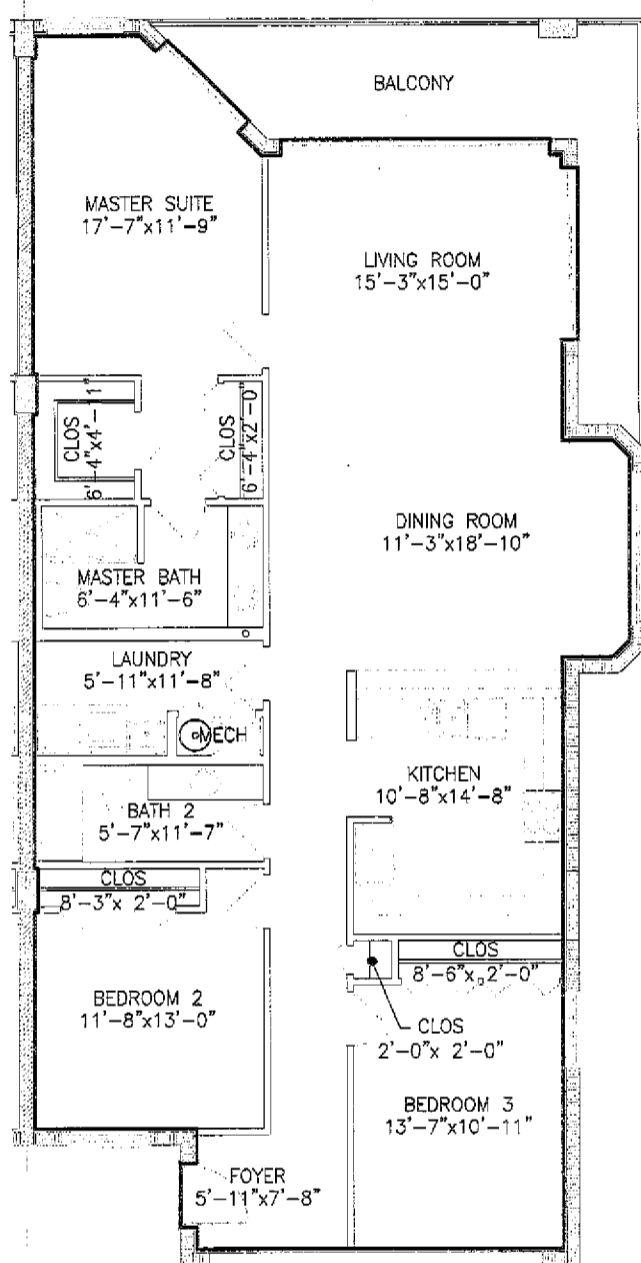 BALCONY
MASTER SUITE
17'-7"x11'-9"
LIVING ROOM
15'-3"x15'-0"
CLOS
6'-4"x4'-11"
CLOS
6'-4"x2'-0"
DINING ROOM
11'-3"x18'-10"
MASTER BATH
6'-4"x11'-6"
LAUNDRY
5'-11"x11'-8"
MECH
KITCHEN
10'-8"x14'-8"
BATH 2
5'-7"x11'-7"
CLOS
8'-3"x 2'-0"
CLOS
8'-6"x 2'-0"
BEDROOM 2
11'-8"x13'-0"
CLOS
2'-0"x 2'-0"
BEDROOM 3
13'-7"x10'-11"
FOYER
5'-11"x7'-8"